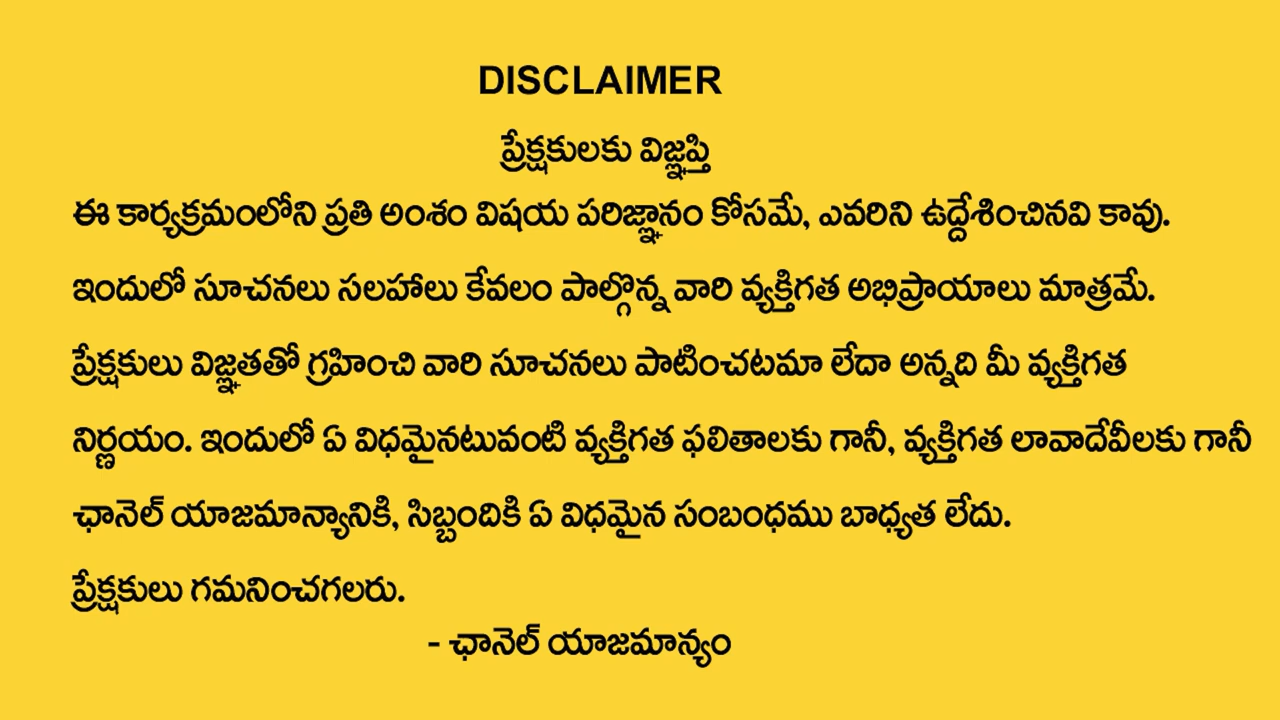 DISCLAIMER
ప్రేక్షకులకు విజ్ఞప్తి
ఈ కార్యక్రమంలోని ప్రతి అంశం విషయ పరిజ్ఞానం కోసమే, ఎవరిని ఉద్దేశించినవి కావు.
ఇందులో సూచనలు సలహాలు కేవలం పాల్గొన్న వారి వ్యక్తిగత అభిప్రాయాలు మాత్రమే.
ప్రేక్షకులు విజ్ఞతతో గ్రహించి వారి సూచనలు పాటించటమా లేదా అన్నది మీ వ్యక్తిగత
నిర్ణయం. ఇందులో ఏ విధమైనటువంటి వ్యక్తిగత ఫలితాలకు గానీ, వ్యక్తిగత లావాదేవీలకు గానీ
ఛానెల్ యాజమాన్యానికి, సిబ్బందికి ఏ విధమైన సంబంధము బాధ్యత లేదు.
ప్రేక్షకులు గమనించగలరు.
- ఛానెల్ యాజమాన్యం